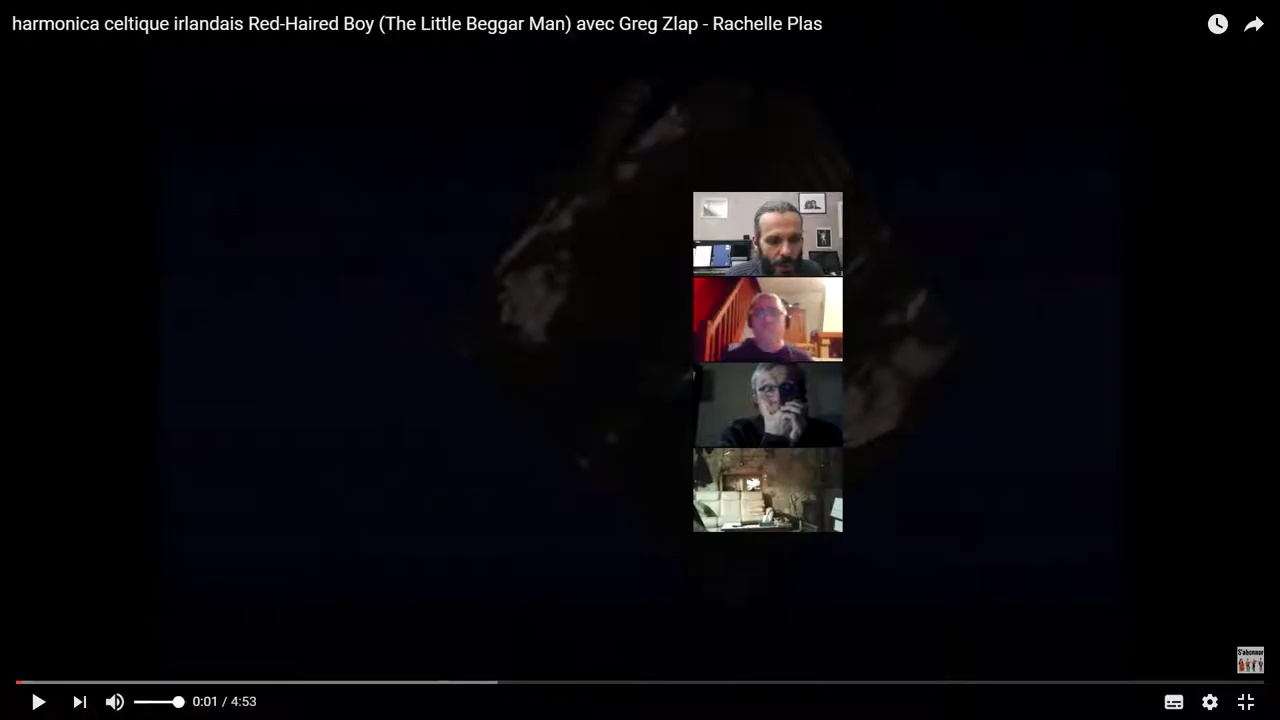 harmonica celtique irlandais Red-Haired Boy (The Little Beggar Man) avec Greg Zlap - Rachelle Plas
S'abonner
0:01 / 4:53